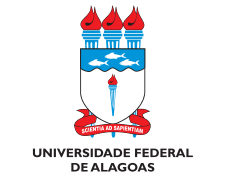 SCIENTIA AD SAPIENTIAM
UNIVERSIDADE FEDERAL
DE ALAGOAS